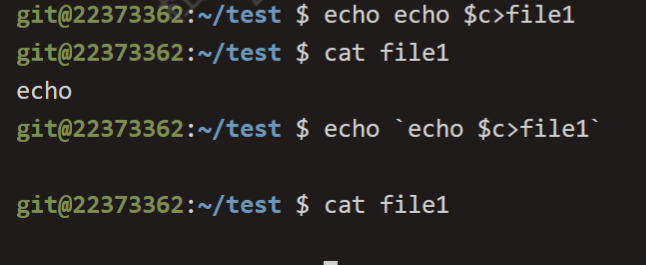 git@22373362:~/test $ echo echo $c>file1
git@22373362:~/test $ cat file1
echo
git@22373362:~/test $ echo `echo $c>file1`
git@22373362:~/test $ cat file1